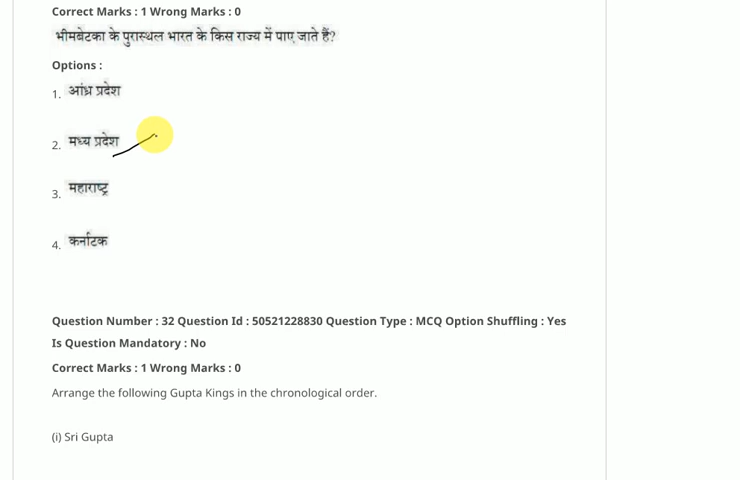 Correct Marks : 1 Wrong Marks : 0
भीमबेटका के पुरास्थल भारत के किस राज्य में पाए जाते हैं?
Options :
1. आंध्र प्रदेश
2. मध्य प्रदेश
3. महाराष्ट्र
4. कर्नाटक
Question Number : 32 Question Id : 50521228830 Question Type : MCQ Option Shuffling : Yes
Is Question Mandatory : No
Correct Marks : 1 Wrong Marks : 0
Arrange the following Gupta Kings in the chronological order.
(i) Sri Gupta